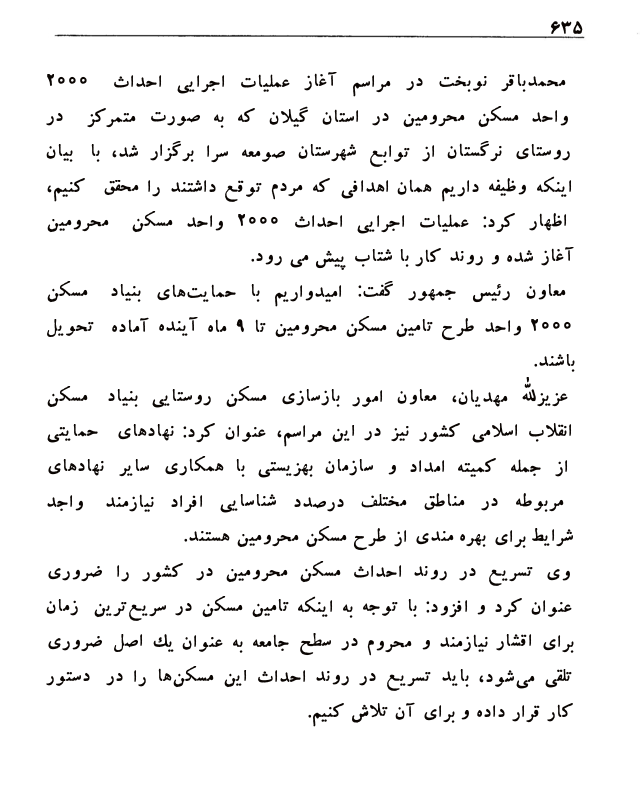 ۶۳۵
محمدباقر نوبخت در مراسم آغاز عملیات اجرایی احداث ۲۰۰۰
واحد مسکن محرومین در استان گیلان که به صورت متمرکز در
روستای نرگستان از توابع شهرستان صومعه سرا برگزار شد، با بیان
اینکه وظیفه داریم همان اهدافی که مردم توقع داشتند را محقق کنیم،
اظهار کرد: عملیات اجرایی احداث ۲۰۰۰ واحد مسکن محرومین
آغاز شده و روند کار با شتاب پیش می رود.
معاون رئیس جمهور گفت: امیدواریم با حمایت‌های بنیاد مسکن
۲۰۰۰ واحد طرح تامین مسکن محرومین تا ۹ ماه آینده آماده تحویل
باشند.
عزیزالله مهدیان، معاون امور بازسازی مسکن روستایی بنیاد مسکن
انقلاب اسلامی کشور نیز در این مراسم، عنوان کرد: نهادهای حمایتی
از جمله کمیته امداد و سازمان بهزیستی با همکاری سایر نهادهای
مربوطه در مناطق مختلف درصدد شناسایی افراد نیازمند واجد
شرایط برای بهره مندی از طرح مسکن محرومین هستند.
وی تسریع در روند احداث مسکن محرومین در کشور را ضروری
عنوان کرد و افزود: با توجه به اینکه تامین مسکن در سریع‌ترین زمان
برای اقشار نیازمند و محروم در سطح جامعه به عنوان یك اصل ضروری
تلقی می‌شود، باید تسریع در روند احداث این مسکن‌ها را در دستور
کار قرار داده و برای آن تلاش کنیم.